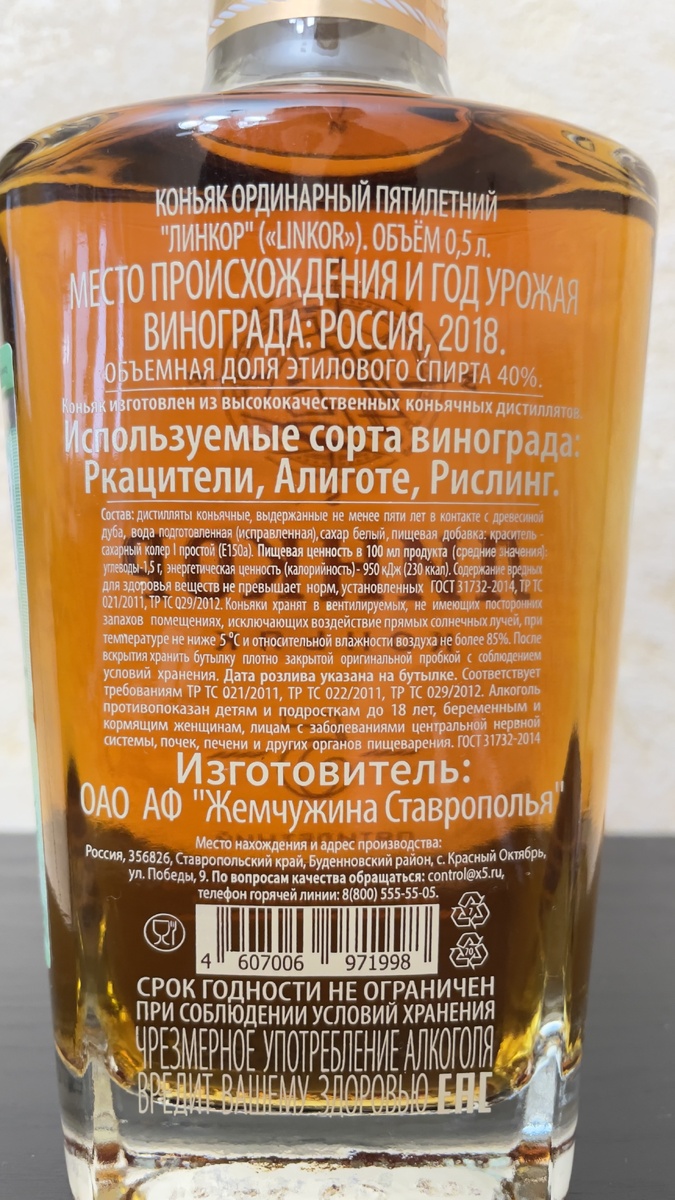 КОНЬЯК ОРДИНАРНЫЙ ПЯТИЛЕТНИЙ
"ЛИНКОР" («LINKOR»). ОБЪЁМ 0,5 л.
МЕСТО ПРОИСХОЖДЕНИЯ И ГОД УРОЖАЯ
ВИНОГРАДА: РОССИЯ, 2018.
ОБЪЕМНАЯ ДОЛЯ ЭТИЛОВОГО СПИРТА 40%.
Коньяк изготовлен из высококачественных коньячных дистиллятов.
Используемые сорта винограда:
Ркацители, Алиготе, Рислинг.
Состав: дистилляты коньячные, выдержанные не менее пяти лет в контакте с древесиной
дуба, вода подготовленная (исправленная), сахар белый, пищевая добавка: краситель -
сахарный колер I простой (Е150а). Пищевая ценность в 100 мл продукта (средние значения):
углеводы-1,5 г, энергетическая ценность (калорийность)- 950 кДж (230 ккал). Содержание вредных
для здоровья веществ не превышает норм, установленных ГОСТ 31732-2014, ТР ТС
021/2011, ТР ТС 029/2012. Коньяки хранят в вентилируемых, не имеющих посторонних
запахов помещениях, исключающих воздействие прямых солнечных лучей, при
температуре не ниже 5 °С и относительной влажности воздуха не более 85%. После
вскрытия хранить бутылку плотно закрытой оригинальной пробкой с соблюдением
условий хранения. Дата розлива указана на бутылке. Соответствует
требованиям ТР ТС 021/2011, ТР ТС 022/2011, ТР ТС 029/2012. Алкоголь
противопоказан детям и подросткам до 18 лет, беременным и
кормящим женщинам, лицам с заболеваниями центральной нервной
системы, почек, печени и других органов пищеварения. ГОСТ 31732-2014
Изготовитель:
ОАО АФ "Жемчужина Ставрополья"
Место нахождения и адрес производства:
Россия, 356826, Ставропольский край, Буденновский район, с. Красный Октябрь,
ул. Победы, 9. По вопросам качества обращаться: control@x5.ru,
телефон горячей линии: 8(800) 555-55-05.
4 607006 971998
7
70
СРОК ГОДНОСТИ НЕ ОГРАНИЧЕН
ПРИ СОБЛЮДЕНИИ УСЛОВИЙ ХРАНЕНИЯ
ЧРЕЗМЕРНОЕ УПОТРЕБЛЕНИЕ АЛКОГОЛЯ
ВРЕДИТ ВАШЕМУ ЗДОРОВЬЮ ЕАС